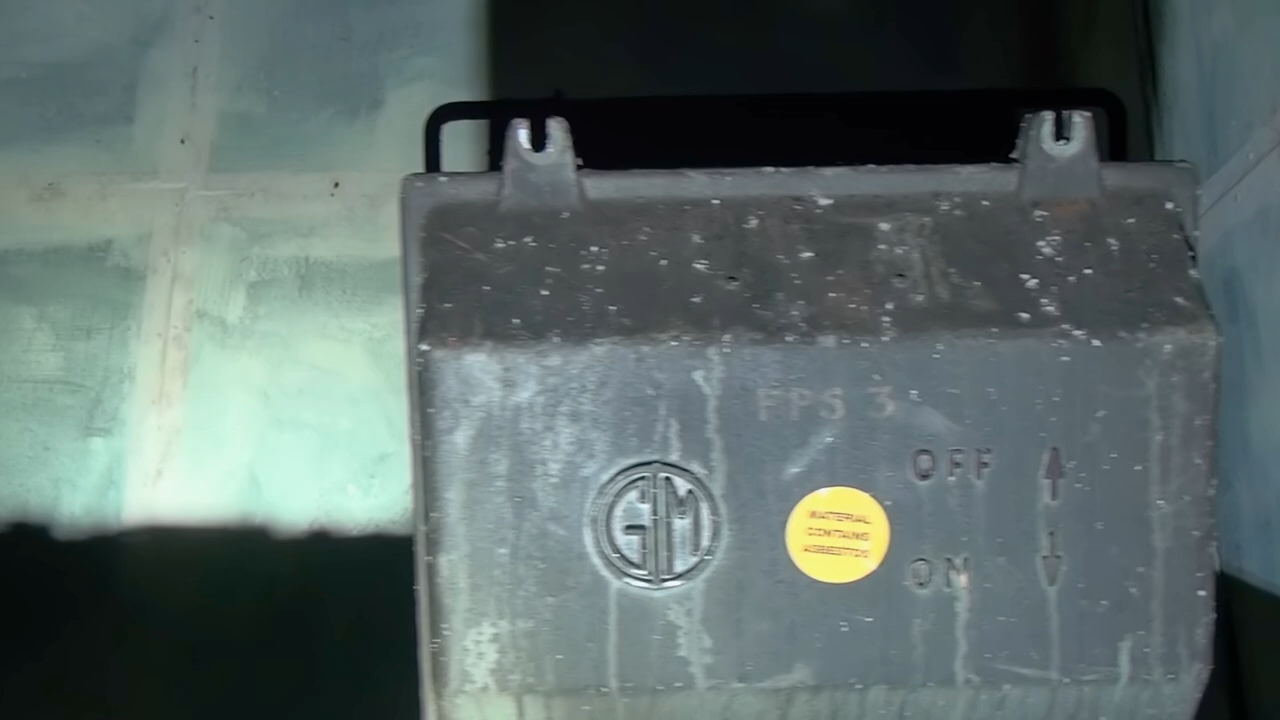 FPS 3
OFF
GM
MATERIAL
CONTAINS
ASBESTOS
ON